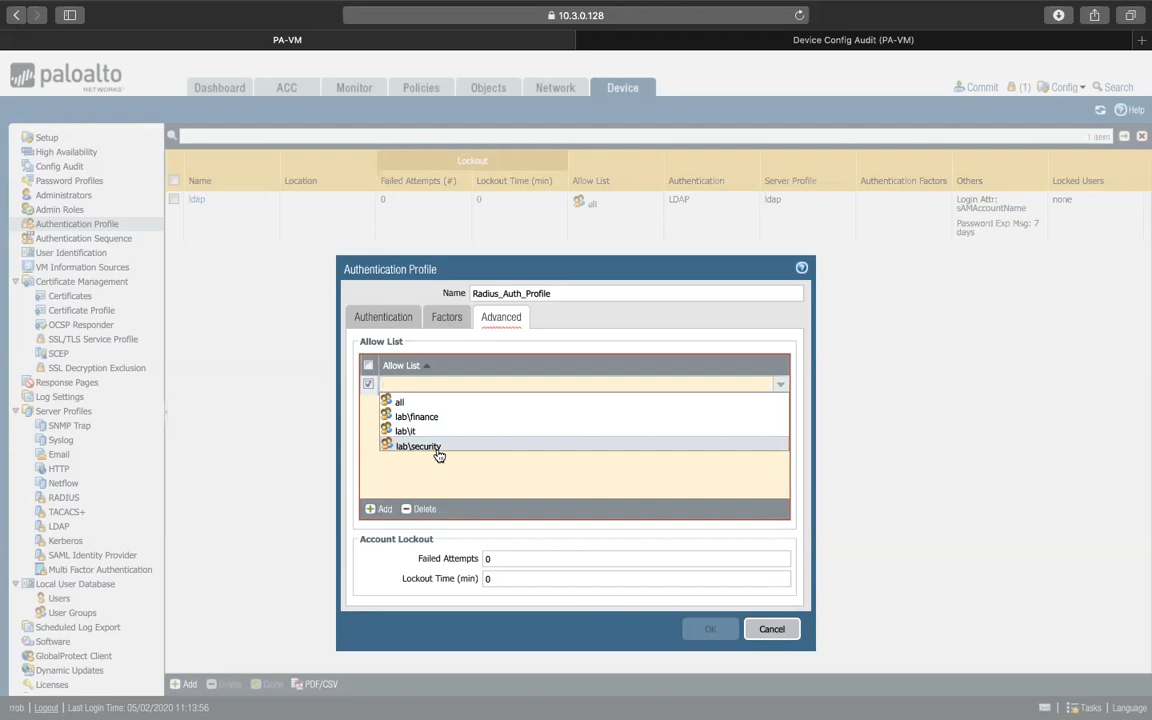 10.3.0.128
PA-VM
Device Config Audit (PA-VM)
paloalto
NETWORKS
Dashboard
ACC
Monitor
Policies
Objects
Network
Device
Commit
(1)
Config
Search
Help
1 item
Setup
High Availability
Config Audit
Password Profiles
Administrators
Admin Roles
Authentication Profile
Authentication Sequence
User Identification
VM Information Sources
Certificate Management
Certificates
Certificate Profile
OCSP Responder
SSL/TLS Service Profile
SCEP
SSL Decryption Exclusion
Response Pages
Log Settings
Server Profiles
SNMP Trap
Syslog
Email
HTTP
Netflow
RADIUS
TACACS+
LDAP
Kerberos
SAML Identity Provider
Multi Factor Authentication
Local User Database
Users
User Groups
Scheduled Log Export
Software
GlobalProtect Client
Dynamic Updates
Licenses
Lockout
Name
Location
Failed Attempts (#)
Lockout Time (min)
Allow List
Authentication
Server Profile
Authentication Factors
Others
Locked Users
ldap
0
0
all
LDAP
ldap
Login Attr:
sAMAccountName
Password Exp Msg: 7
days
none
Authentication Profile
Name
Radius_Auth_Profile
Authentication
Factors
Advanced
Allow List
Allow List
all
lab\finance
lab\it
lab\security
Add
Delete
Account Lockout
Failed Attempts
0
Lockout Time (min)
0
OK
Cancel
Add
Delete
Clone
PDF/CSV
rrob
Logout
Last Login Time: 05/02/2020 11:13:56
Tasks
Language